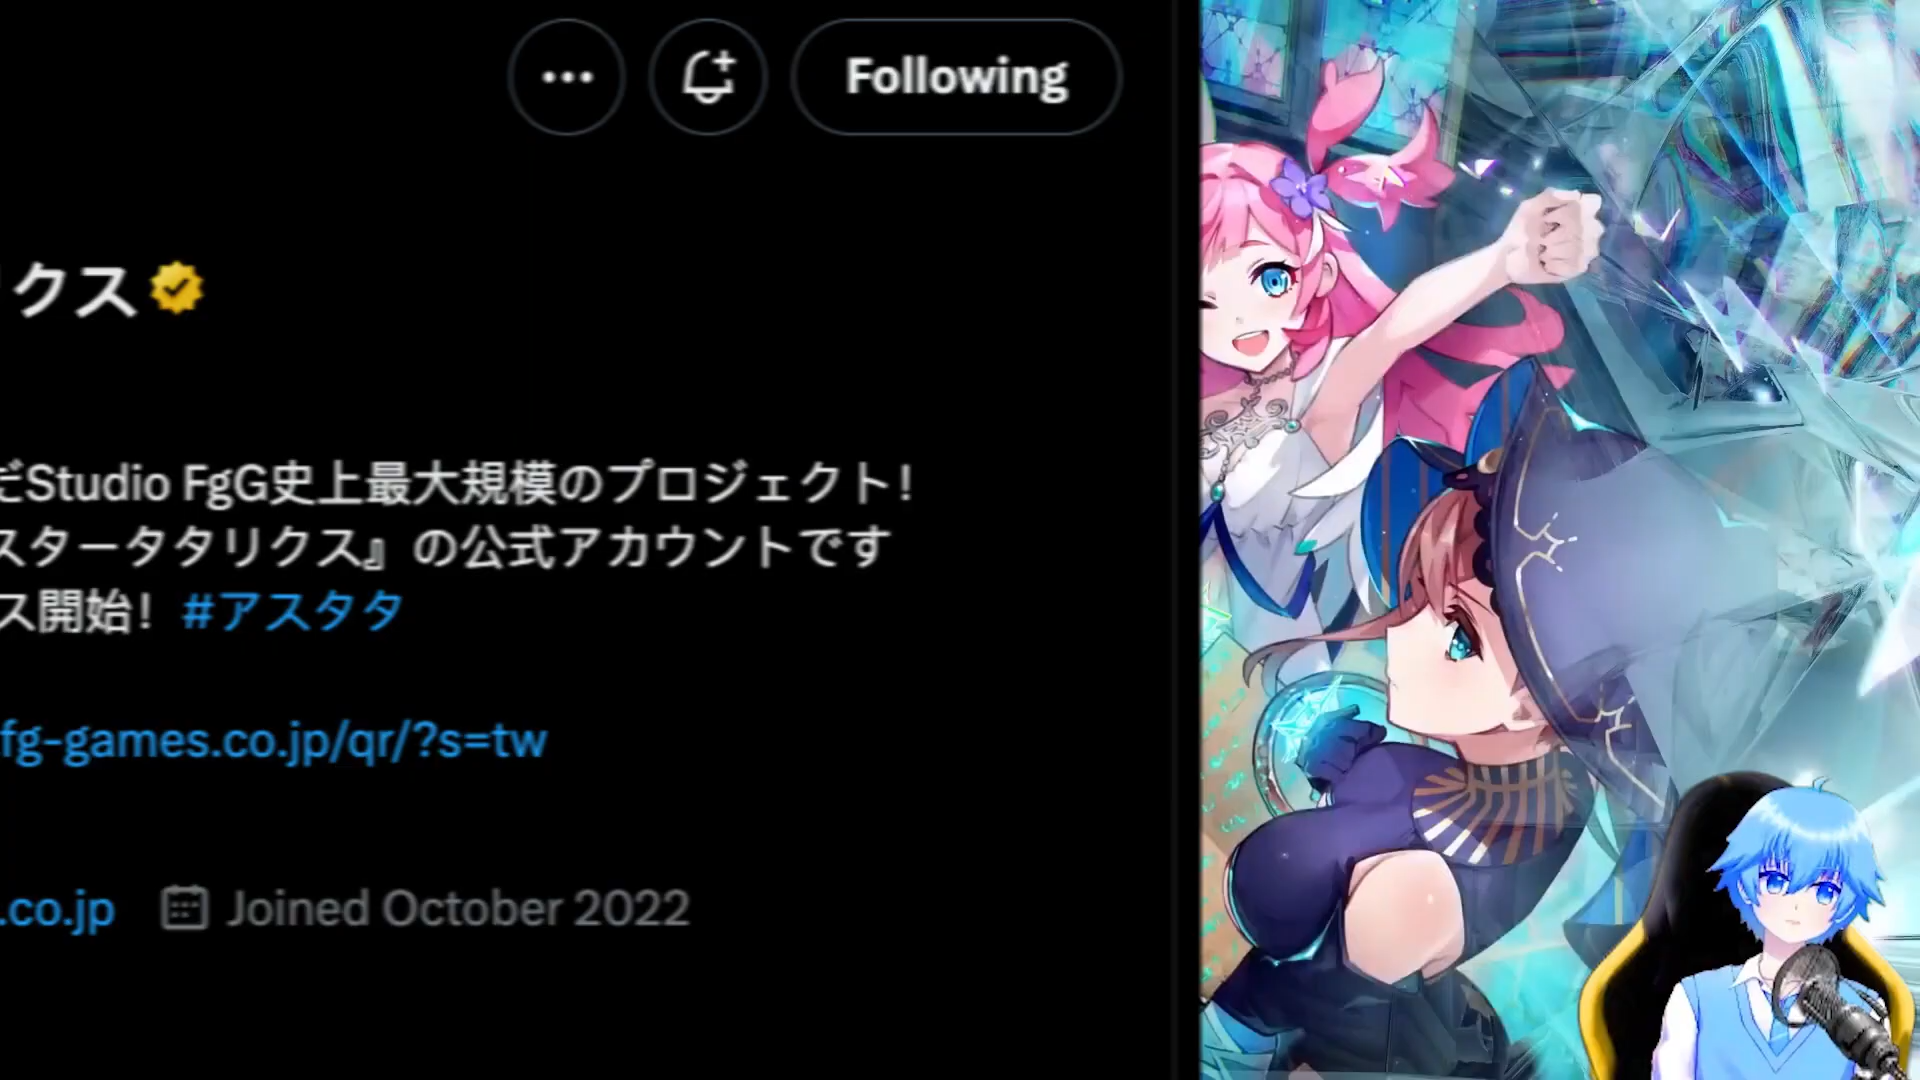 Following
リクス
だStudio FgG史上最大規模のプロジェクト！
スタータタリクス』の公式アカウントです
ス開始！ #アスタタ
fg-games.co.jp/qr/?s=tw
.co.jp Joined October 2022